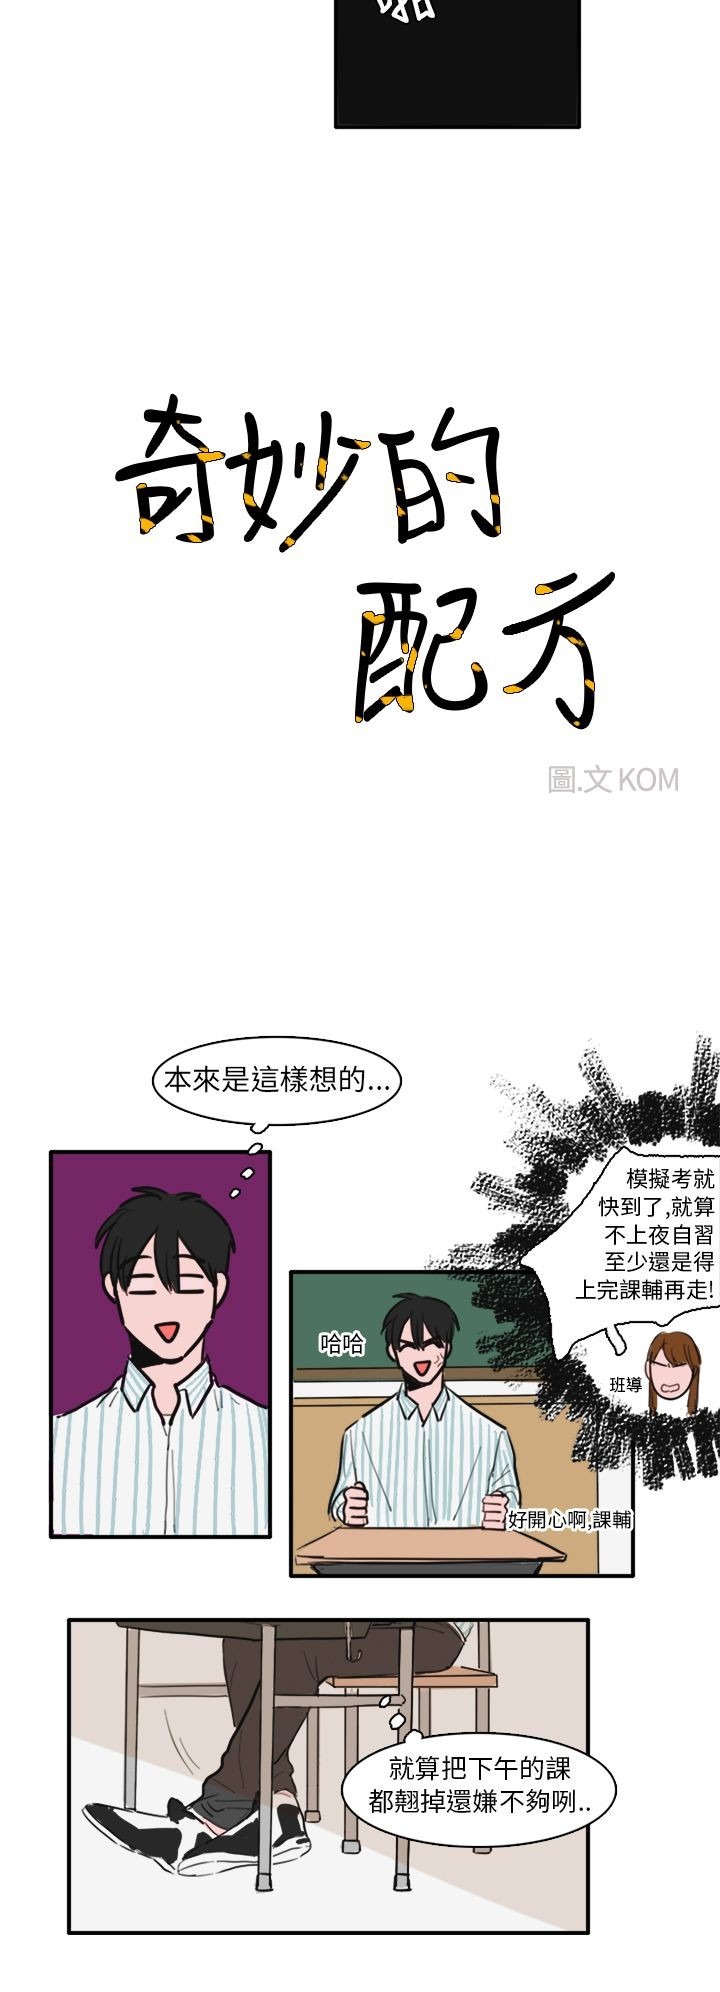 奇妙的
配方
圖.文 KOM
本來是這樣想的...
模擬考就
快到了,就算
不上夜自習
至少還是得
上完課輔再走!
班導
哈哈
好開心啊,課輔
就算把下午的課
都翹掉還嫌不夠咧..